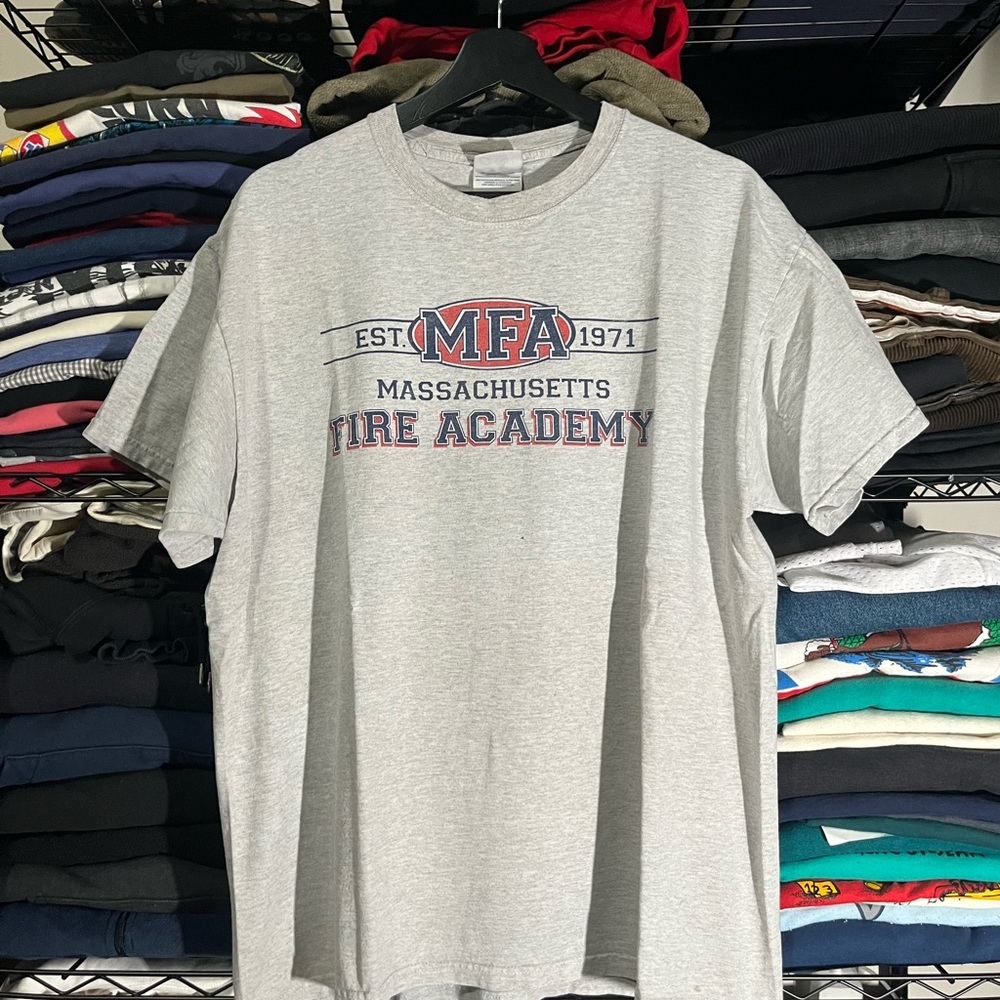 EST. MFA 1971
MASSACHUSETTS
FIRE ACADEMY